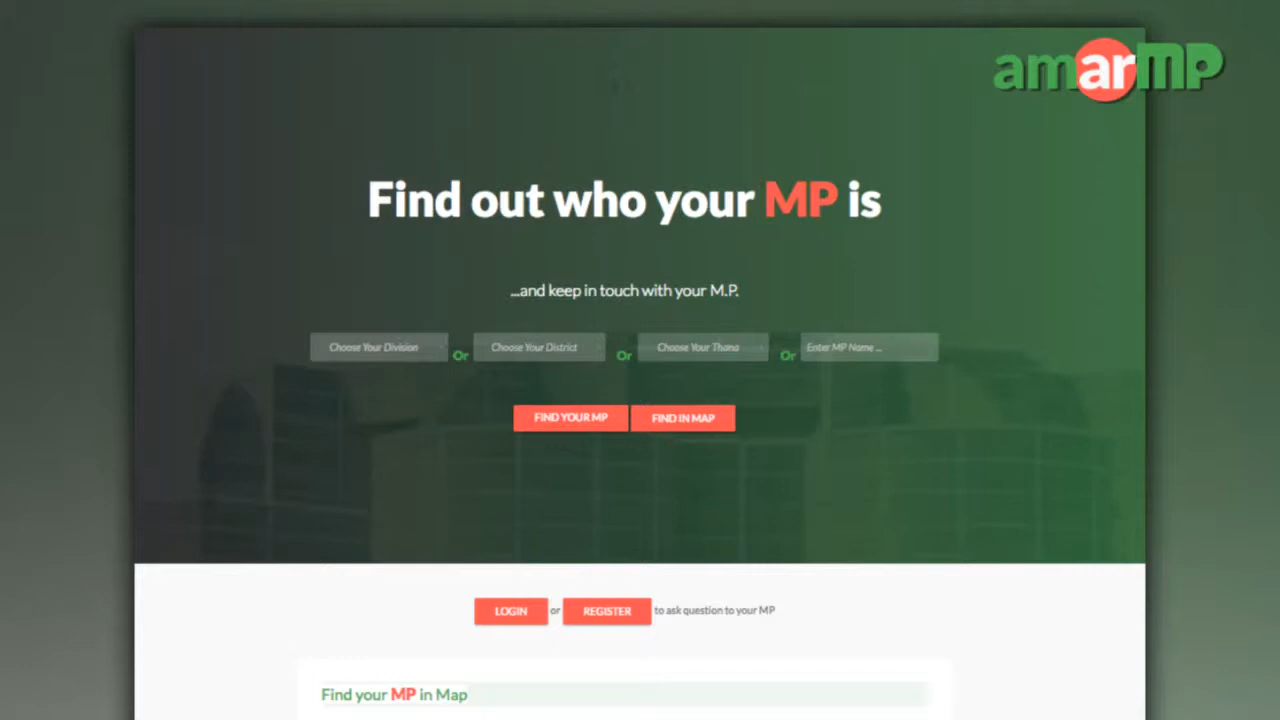 amarMP
Find out who your MP is
...and keep in touch with your M.P.
Choose Your Division Or Choose Your District Or Choose Your Thana Or Enter MP Name ...
FIND YOUR MP FIND IN MAP
LOGIN or REGISTER to ask question to your MP
Find your MP in Map